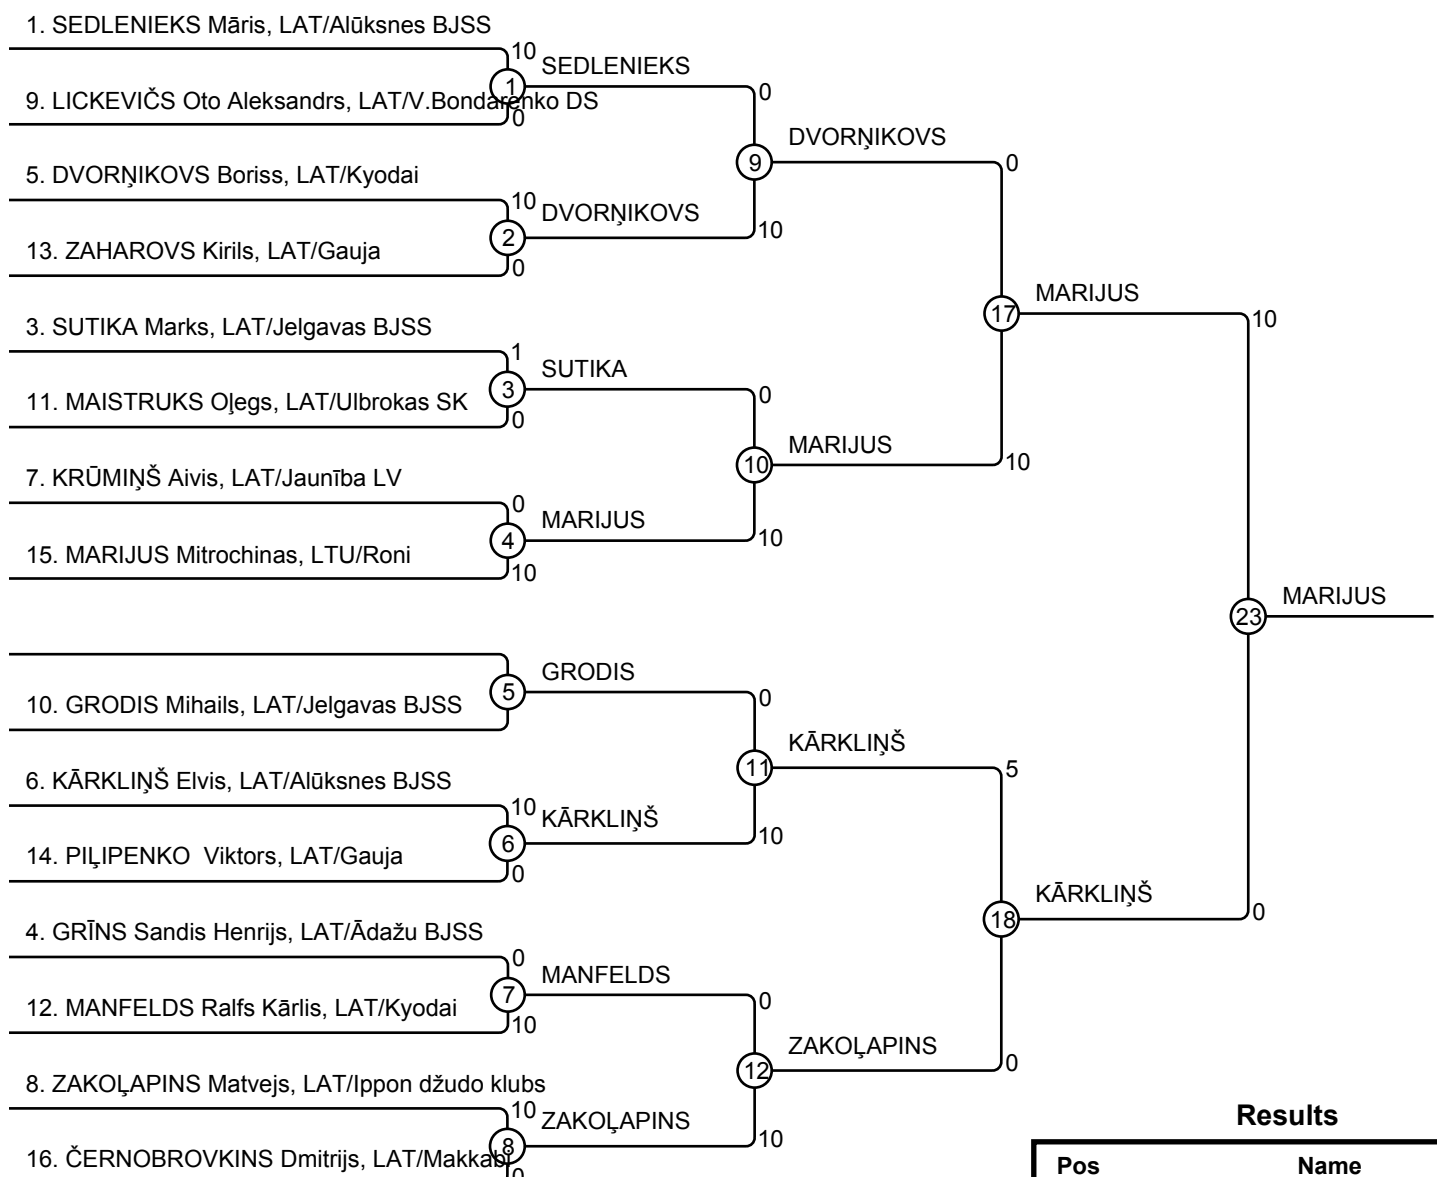 1. SEDLENIEKS Māris, LAT/Alūksnes BJSS
10
1
SEDLENIEKS
9. LICKEVIČS Oto Aleksandrs, LAT/V.Bondarenko DS
0
0
9
DVORŅIKOVS
5. DVORŅIKOVS Boriss, LAT/Kyodai
10
2
DVORŅIKOVS
10
13. ZAHAROVS Kirils, LAT/Gauja
0
0
17
MARIJUS
3. SUTIKA Marks, LAT/Jelgavas BJSS
1
3
SUTIKA
11. MAISTRUKS Oļegs, LAT/Ulbrokas SK
0
0
10
MARIJUS
10
7. KRŪMIŅŠ Aivis, LAT/Jaunība LV
0
4
MARIJUS
10
15. MARIJUS Mitrochinas, LTU/Roni
10
10
23
MARIJUS
5
GRODIS
10. GRODIS Mihails, LAT/Jelgavas BJSS
0
11
KĀRKLIŅŠ
5
6. KĀRKLIŅŠ Elvis, LAT/Alūksnes BJSS
10
6
KĀRKLIŅŠ
10
14. PIĻIPENKO  Viktors, LAT/Gauja
0
18
KĀRKLIŅŠ
0
4. GRĪNS Sandis Henrijs, LAT/Ādažu BJSS
0
7
MANFELDS
12. MANFELDS Ralfs Kārlis, LAT/Kyodai
10
0
12
ZAKOĻAPINS
0
8. ZAKOĻAPINS Matvejs, LAT/Ippon džudo klubs
10
8
ZAKOĻAPINS
10
16. ČERNOBROVKINS Dmitrijs, LAT/Makkabi
0
Results
Pos Name